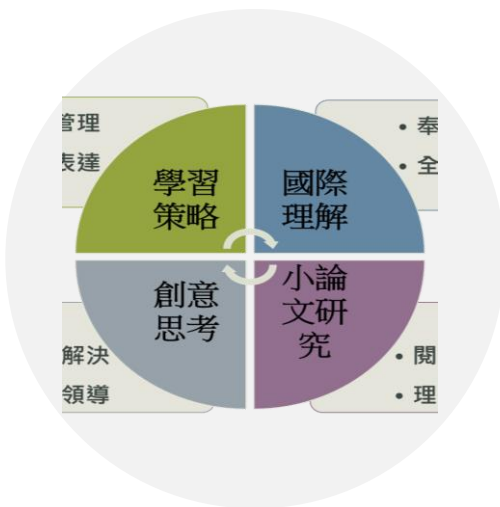 管理
表達
學習
策略
國際
理解
• 奉
• 全
創意
思考
小論
文研
究
解決
領導
• 閱
• 理